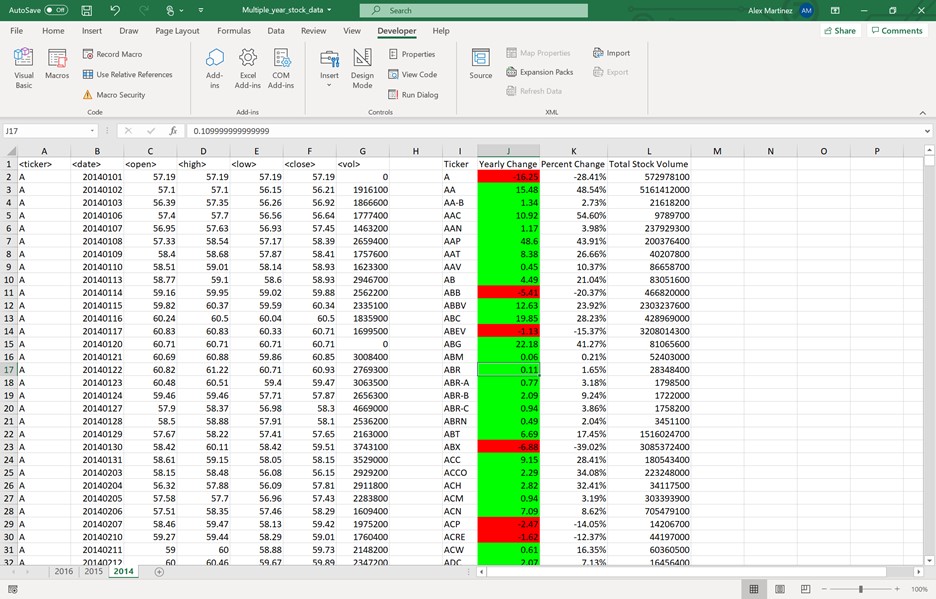 AutoSave Off Multiple_year_stock_data Search Alex Martinez AM
File Home Insert Draw Page Layout Formulas Data Review View Developer Help Share Comments
Visual Basic Macros Record Macro Use Relative References Macro Security Code
Add-ins Excel Add-ins COM Add-ins Add-ins
Insert Design Mode Properties View Code Run Dialog Controls
Source Map Properties Expansion Packs Refresh Data Import Export XML
J17 fx 0.109999999999999
A B C D E F G H I J K L M N O P
1 <ticker> <date> <open> <high> <low> <close> <vol> Ticker Yearly Change Percent Change Total Stock Volume
2 A 20140101 57.19 57.19 57.19 57.19 0 A -16.25 -28.41% 572978100
3 A 20140102 57.1 57.1 56.15 56.21 1916100 AA 15.48 48.54% 5161412000
4 A 20140103 56.39 57.35 56.26 56.92 1866600 AA-B 1.34 2.73% 21618200
5 A 20140106 57.4 57.7 56.56 56.64 1777400 AAC 10.92 54.60% 9789700
6 A 20140107 56.95 57.63 56.93 57.45 1463200 AAN 1.17 3.98% 237929300
7 A 20140108 57.33 58.54 57.17 58.39 2659400 AAP 48.6 43.91% 200376400
8 A 20140109 58.4 58.68 57.87 58.41 1757600 AAT 8.38 26.66% 40207800
9 A 20140110 58.51 59.01 58.14 58.93 1623300 AAV 0.45 10.37% 86658700
10 A 20140113 58.77 59.1 58.6 58.93 2946700 AB 4.49 21.04% 83051600
11 A 20140114 59.16 59.95 59.02 59.88 2562200 ABB -5.41 -20.37% 466820000
12 A 20140115 59.82 60.37 59.59 60.34 2335100 ABBV 12.63 23.92% 2303237600
13 A 20140116 60.24 60.5 60.04 60.5 1835900 ABC 19.85 28.23% 428969000
14 A 20140117 60.83 60.83 60.33 60.71 1699500 ABEV -1.13 -15.37% 3208014300
15 A 20140120 60.71 60.71 60.71 60.71 0 ABG 22.18 41.27% 81065600
16 A 20140121 60.69 60.88 59.86 60.85 3008400 ABM 0.06 0.21% 52403000
17 A 20140122 60.82 61.22 60.71 60.93 2769300 ABR 0.11 1.65% 28348400
18 A 20140123 60.48 60.51 59.4 59.47 3063500 ABR-A 0.77 3.18% 1798500
19 A 20140124 59.46 59.46 57.71 57.87 2656300 ABR-B 2.09 9.24% 1722000
20 A 20140127 57.9 58.37 56.98 58.3 4669000 ABR-C 0.94 3.86% 1758200
21 A 20140128 58.5 58.88 57.91 58.1 2536200 ABRN 0.49 2.04% 3451100
22 A 20140129 57.67 58.22 57.41 57.65 2163000 ABT 6.69 17.45% 1516024700
23 A 20140130 58.42 60.11 58.42 59.51 3743100 ABX -6.88 -39.02% 3085372400
24 A 20140131 58.61 59.15 58.05 58.15 3529000 ACC 9.15 28.41% 180543400
25 A 20140203 58.15 58.48 56.08 56.15 2929200 ACCO 2.29 34.08% 223248000
26 A 20140204 56.32 57.88 56.09 57.81 2911800 ACH 2.82 32.41% 34117500
27 A 20140205 57.58 57.7 56.96 57.43 2283800 ACM 0.94 3.19% 303393900
28 A 20140206 57.51 58.35 57.46 58.29 1609400 ACN 7.09 8.62% 705479100
29 A 20140207 58.46 59.47 58.13 59.42 1975200 ACP -2.47 -14.05% 14206700
30 A 20140210 59.27 59.44 58.29 59.01 1760400 ACRE -1.62 -12.37% 44197000
31 A 20140211 59 60 58.88 59.73 2148200 ACW 0.61 16.35% 60360500
32 A 20140212 60 60.46 59.67 59.89 2347200 ADC 2.07 7.13% 16456400
2016 2015 2014
100%